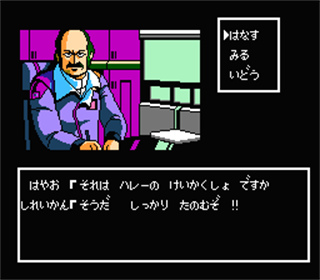 ▷はなす
みる
いどう
はやお『それは ハレーの けいかくしょ ですか
しれいかん『そうだ しっかり たのむぞ !!